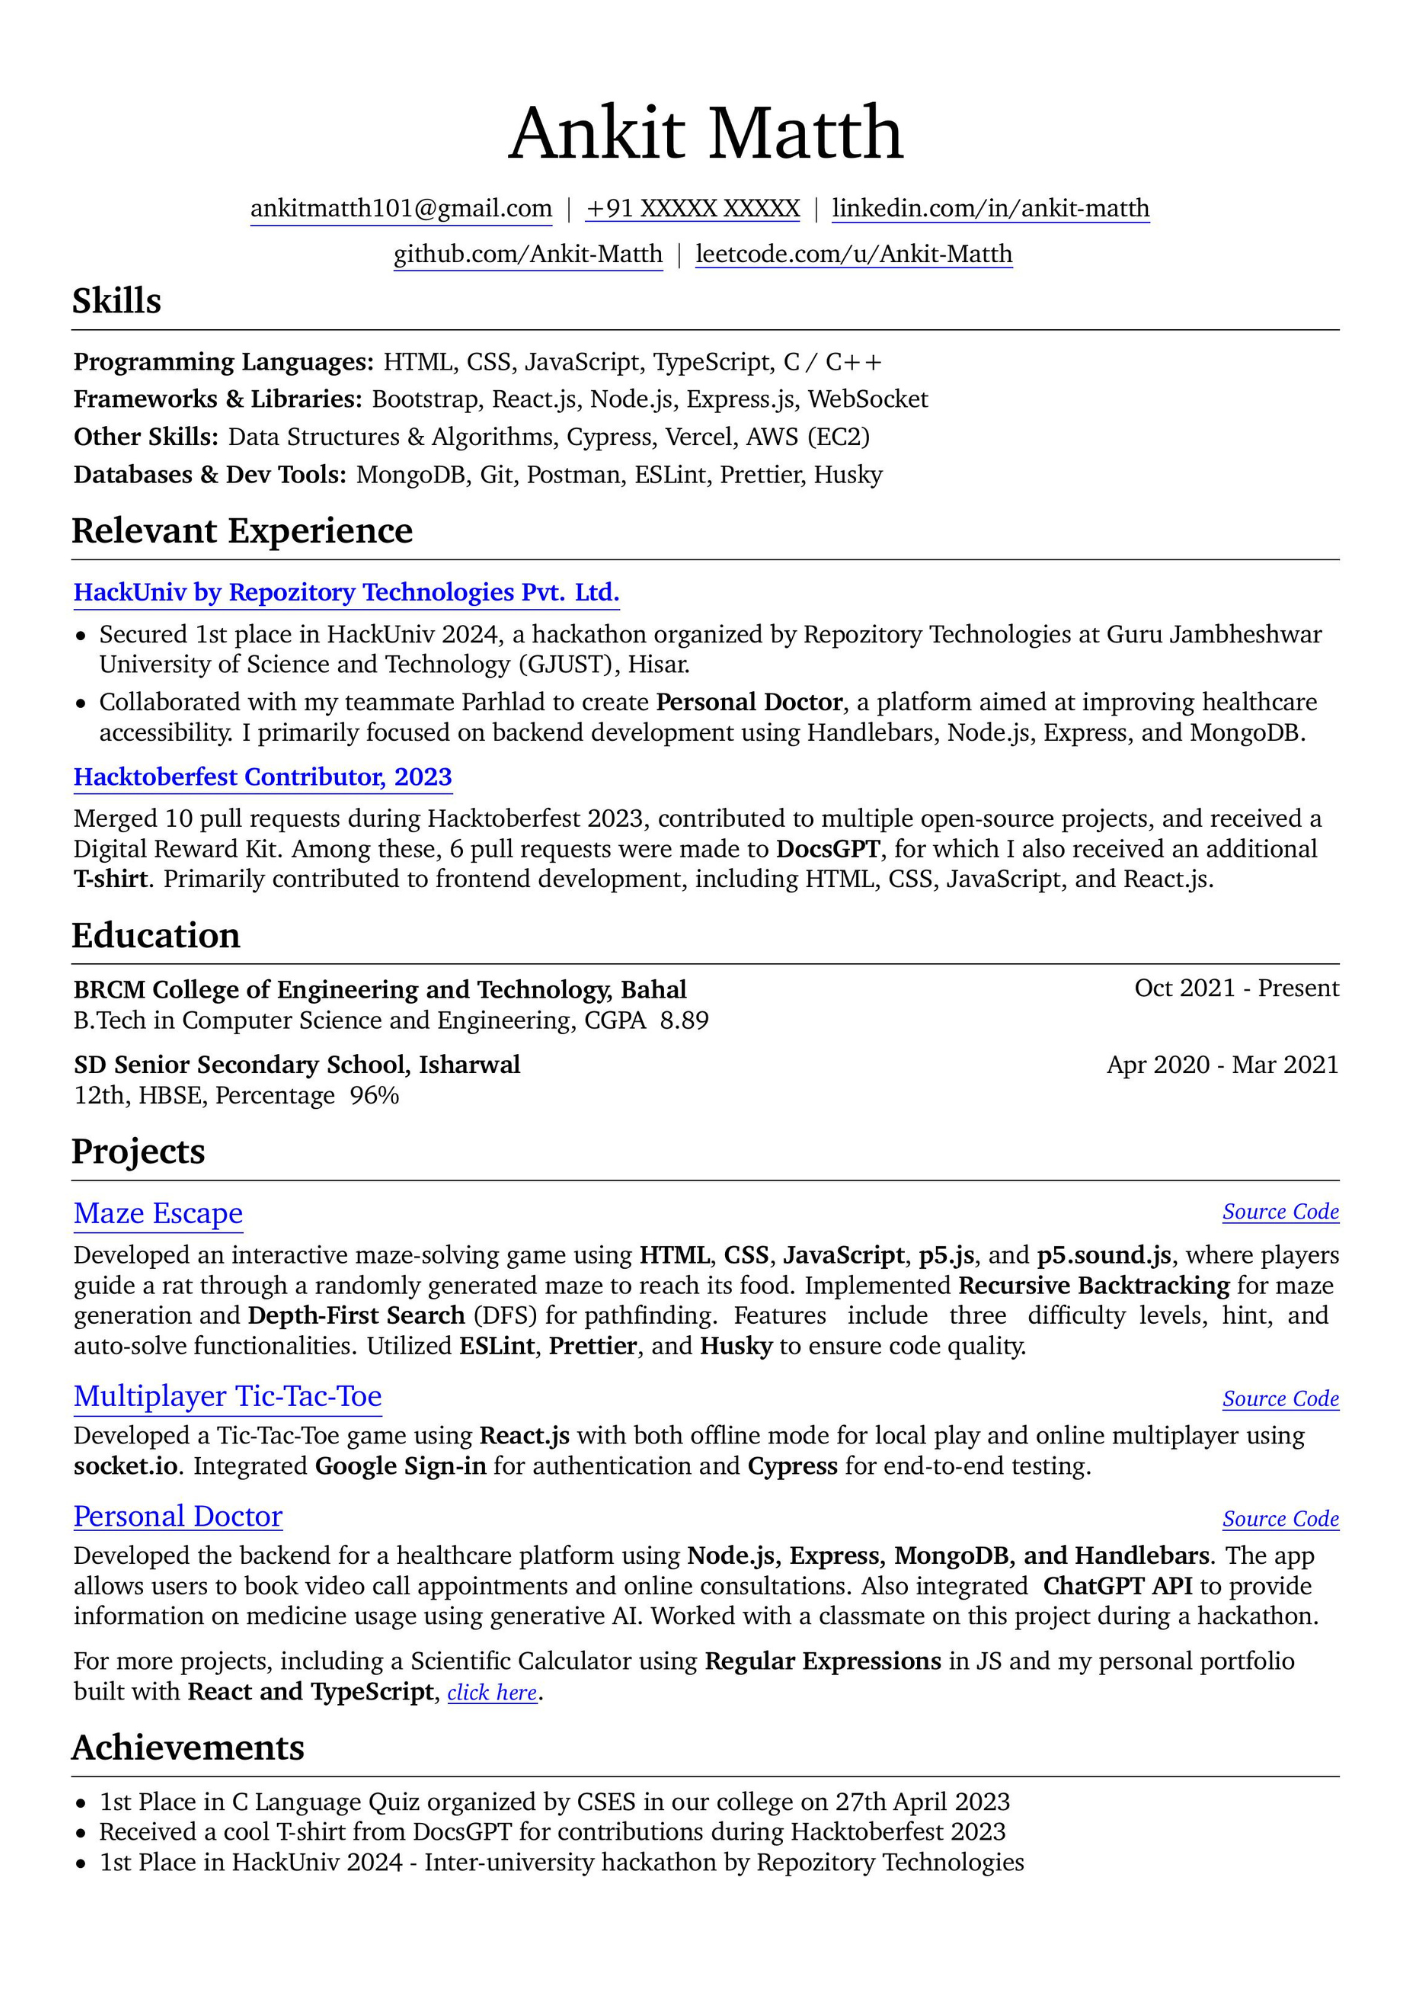 Ankit Matth
ankitmatth101@gmail.com | +91 XXXXX XXXXX | linkedin.com/in/ankit-matth
github.com/Ankit-Matth | leetcode.com/u/Ankit-Matth
Skills
Programming Languages: HTML, CSS, JavaScript, TypeScript, C / C++
Frameworks & Libraries: Bootstrap, React.js, Node.js, Express.js, WebSocket
Other Skills: Data Structures & Algorithms, Cypress, Vercel, AWS (EC2)
Databases & Dev Tools: MongoDB, Git, Postman, ESLint, Prettier, Husky
Relevant Experience
HackUniv by Repozitory Technologies Pvt. Ltd.
• Secured 1st place in HackUniv 2024, a hackathon organized by Repozitory Technologies at Guru Jambheshwar
University of Science and Technology (GJUST), Hisar.
• Collaborated with my teammate Parhlad to create Personal Doctor, a platform aimed at improving healthcare
accessibility. I primarily focused on backend development using Handlebars, Node.js, Express, and MongoDB.
Hacktoberfest Contributor, 2023
Merged 10 pull requests during Hacktoberfest 2023, contributed to multiple open-source projects, and received a
Digital Reward Kit. Among these, 6 pull requests were made to DocsGPT, for which I also received an additional
T-shirt. Primarily contributed to frontend development, including HTML, CSS, JavaScript, and React.js.
Education
BRCM College of Engineering and Technology, Bahal Oct 2021 - Present
B.Tech in Computer Science and Engineering, CGPA 8.89
SD Senior Secondary School, Isharwal Apr 2020 - Mar 2021
12th, HBSE, Percentage 96%
Projects
Maze Escape Source Code
Developed an interactive maze-solving game using HTML, CSS, JavaScript, p5.js, and p5.sound.js, where players
guide a rat through a randomly generated maze to reach its food. Implemented Recursive Backtracking for maze
generation and Depth-First Search (DFS) for pathfinding. Features include three difficulty levels, hint, and
auto-solve functionalities. Utilized ESLint, Prettier, and Husky to ensure code quality.
Multiplayer Tic-Tac-Toe Source Code
Developed a Tic-Tac-Toe game using React.js with both offline mode for local play and online multiplayer using
socket.io. Integrated Google Sign-in for authentication and Cypress for end-to-end testing.
Personal Doctor Source Code
Developed the backend for a healthcare platform using Node.js, Express, MongoDB, and Handlebars. The app
allows users to book video call appointments and online consultations. Also integrated ChatGPT API to provide
information on medicine usage using generative AI. Worked with a classmate on this project during a hackathon.
For more projects, including a Scientific Calculator using Regular Expressions in JS and my personal portfolio
built with React and TypeScript, click here.
Achievements
• 1st Place in C Language Quiz organized by CSES in our college on 27th April 2023
• Received a cool T-shirt from DocsGPT for contributions during Hacktoberfest 2023
• 1st Place in HackUniv 2024 - Inter-university hackathon by Repozitory Technologies